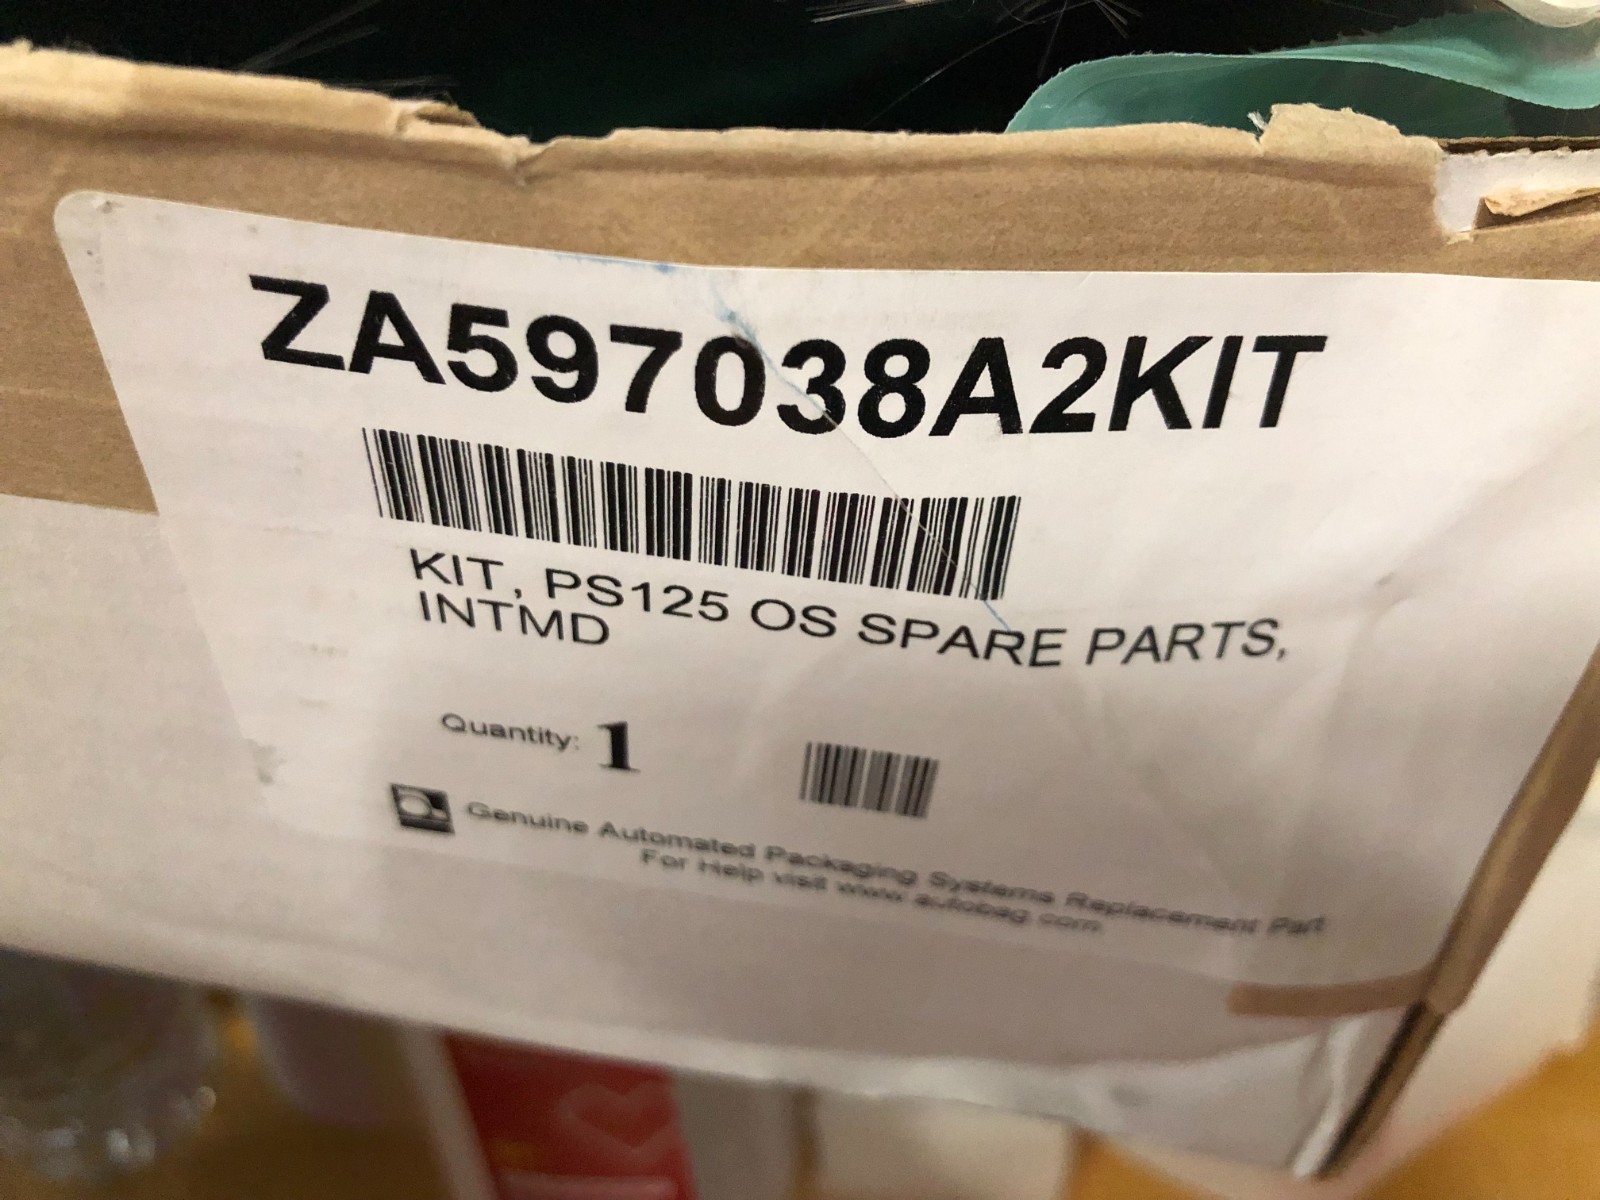 ZA597038A2KIT
KIT, PS125 OS SPARE PARTS,
INTMD
Quantity: 1
Genuine Automated Packaging Systems Replacement Part
For Help visit www.autobag.com